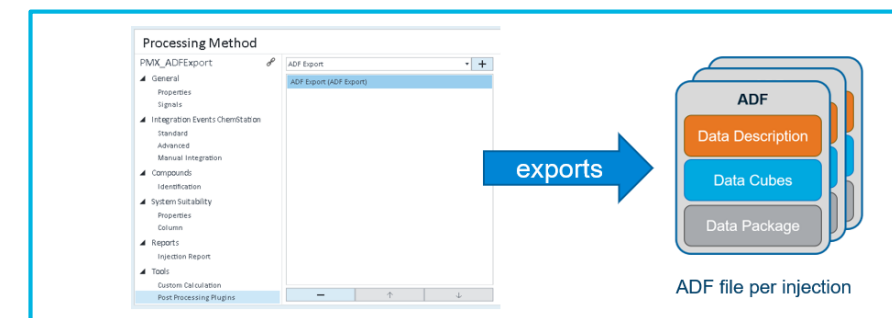 Processing Method
PMX_ADFExport
General
Properties
Signals
Integration Events ChemStation
Standard
Advanced
Manual Integration
Compounds
Identification
System Suitability
Properties
Column
Reports
Injection Report
Tools
Custom Calculation
Post Processing Plugins
ADF Export
ADF Export (ADF Export)
exports
ADF
Data Description
Data Cubes
Data Package
ADF file per injection